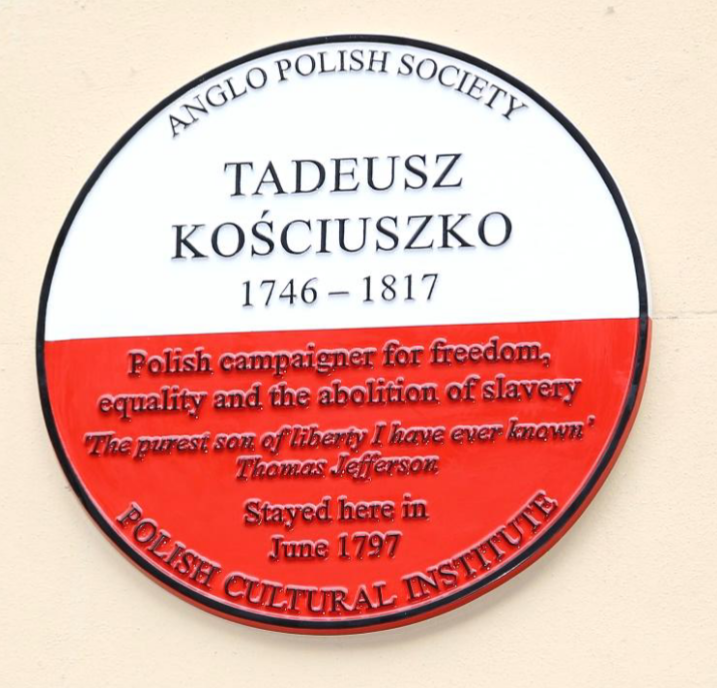 ANGLO POLISH SOCIETY
TADEUSZ
KOŚCIUSZKO
1746 – 1817
Polish campaigner for freedom,
equality and the abolition of slavery
'The purest son of liberty I have ever known'
Thomas Jefferson
Stayed here in
June 1797
POLISH CULTURAL INSTITUTE